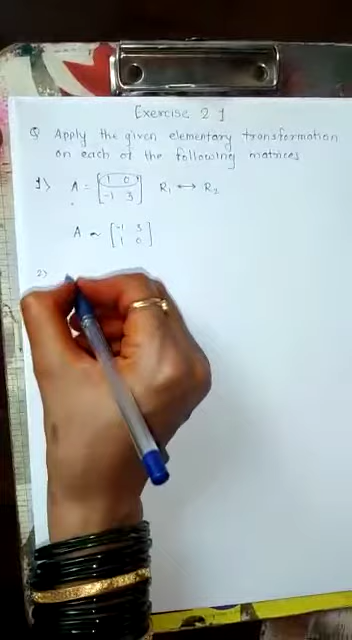 Exercise 2.1
Q Apply the given elementary transformation
on each of the following matrices
1) A = [1 0 -1 3] R1 ↔ R2
A ~ [-1 3 1 0]
2)